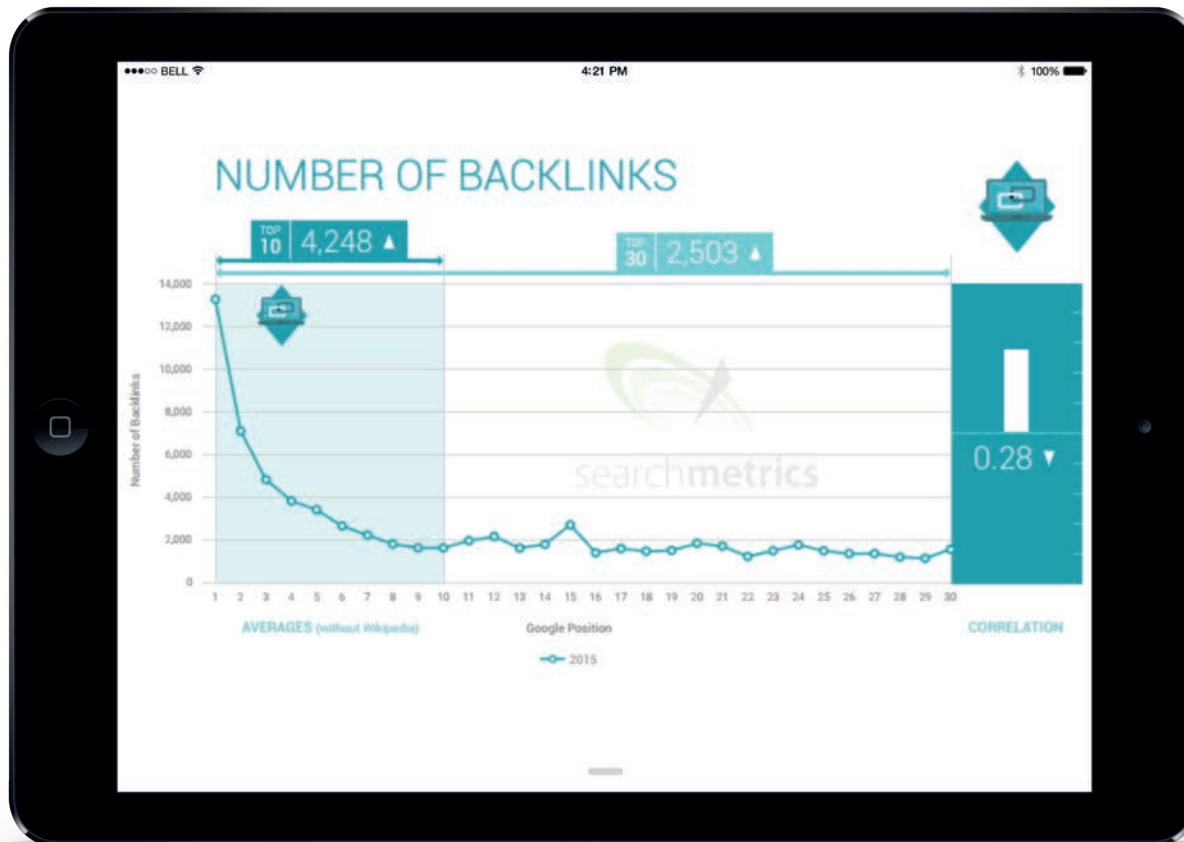 BELL 4:21 PM 100%
NUMBER OF BACKLINKS
TOP 10 4,248 ▲
TOP 30 2,503 ▲
14,000
12,000
10,000
8,000
6,000
4,000
2,000
0
Number of Backlinks
searchmetrics
0.28 ▼
1 2 3 4 5 6 7 8 9 10 11 12 13 14 15 16 17 18 19 20 21 22 23 24 25 26 27 28 29 30
AVERAGES (without Wikipedia)
Google Position
CORRELATION
2015